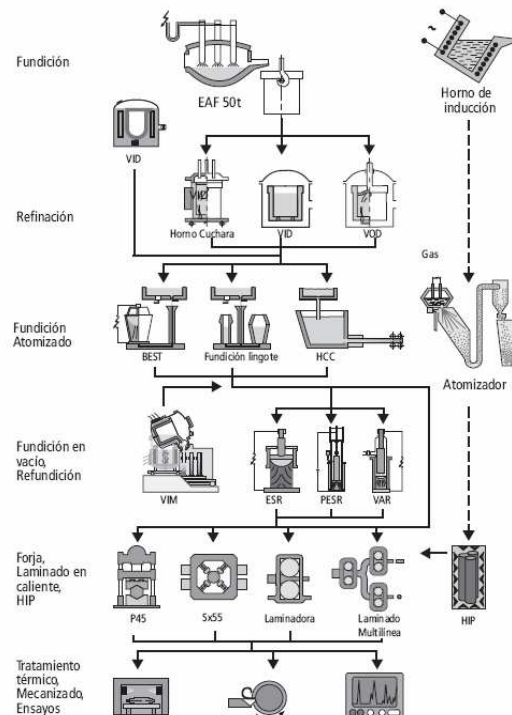 Fundición
EAF 50t
Horno de
inducción
VID
Refinación
Horno Cuchara
VID
VOD
Gas
Fundición
Atomizado
BEST
Fundición lingote
HCC
Atomizador
Fundición en
vacío,
Refundición
VIM
ESR
PESR
VAR
Forja,
Laminado en
caliente,
HIP
P45
Sx55
Laminadora
Laminado
Multilínea
HIP
Tratamiento
térmico,
Mecanizado,
Ensayos